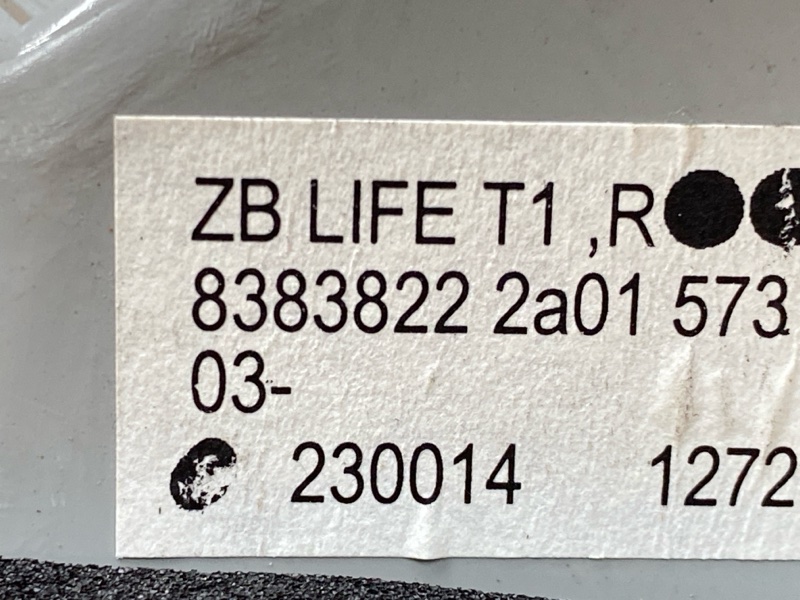 ZB LIFE T1 ,R●●
8383822 2a01 573
03-
230014 1272